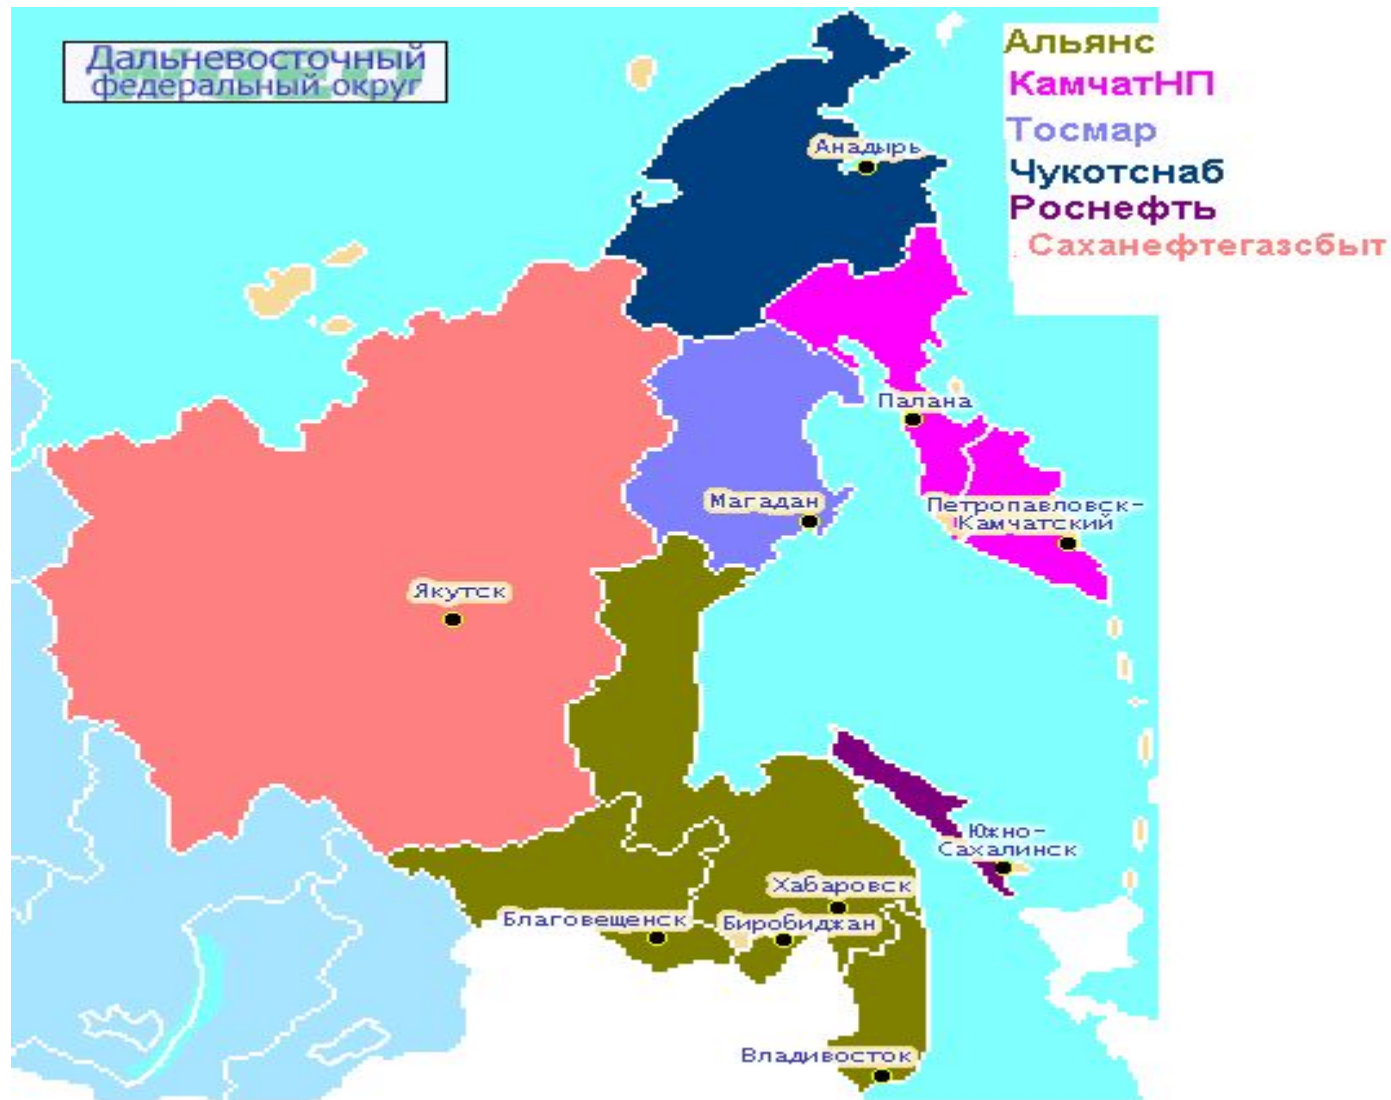 Дальневосточный
федеральный округ
Альянс
КамчатНП
Тосмар
Чукотснаб
Роснефть
Саханефтегазсбыт
Анадырь
Палана
Магадан
Петропавловск-
Камчатский
Якутск
Южно-
Сахалинск
Хабаровск
Благовещенск
Биробиджан
Владивосток